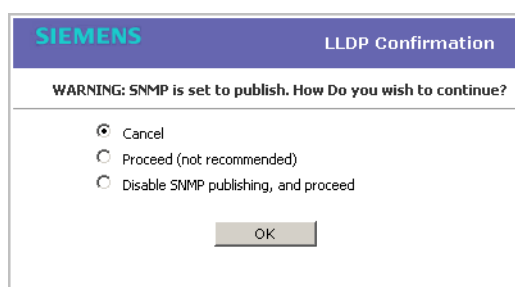 SIEMENS
LLDP Confirmation
WARNING: SNMP is set to publish. How Do you wish to continue?
Cancel
Proceed (not recommended)
Disable SNMP publishing, and proceed
OK